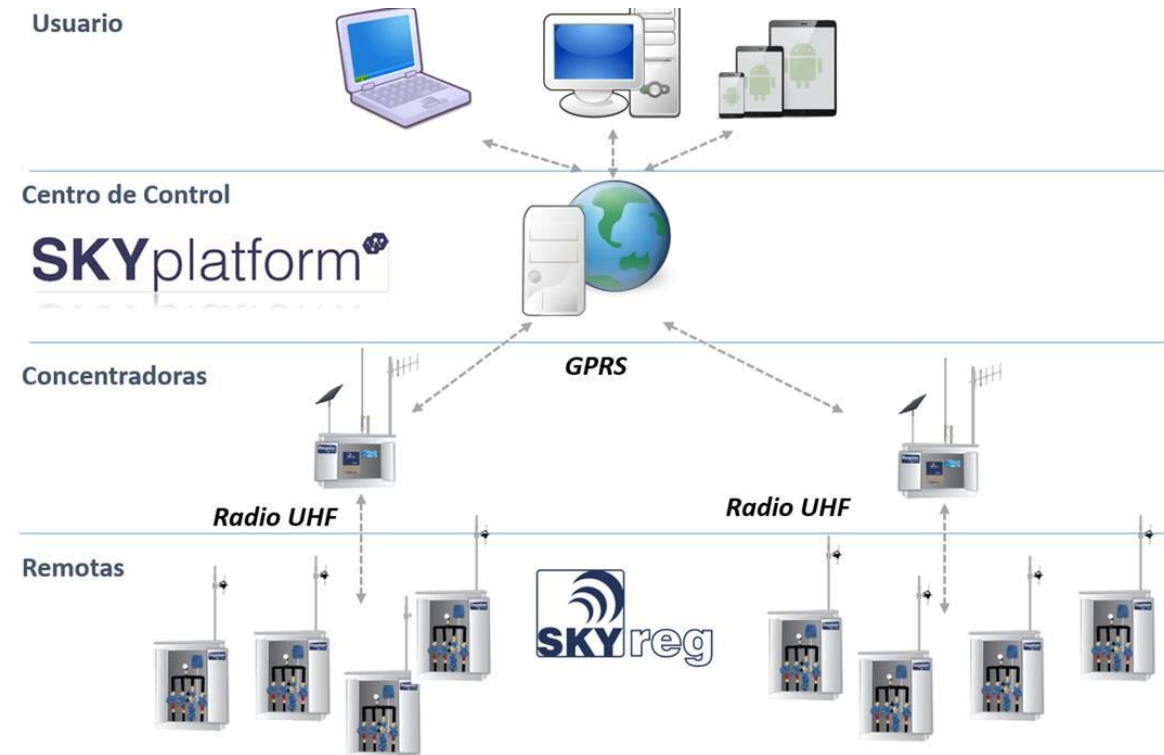 Usuario
Centro de Control
SKYplatform
GPRS
Concentradoras
Radio UHF
Radio UHF
Remotas
SKYreg